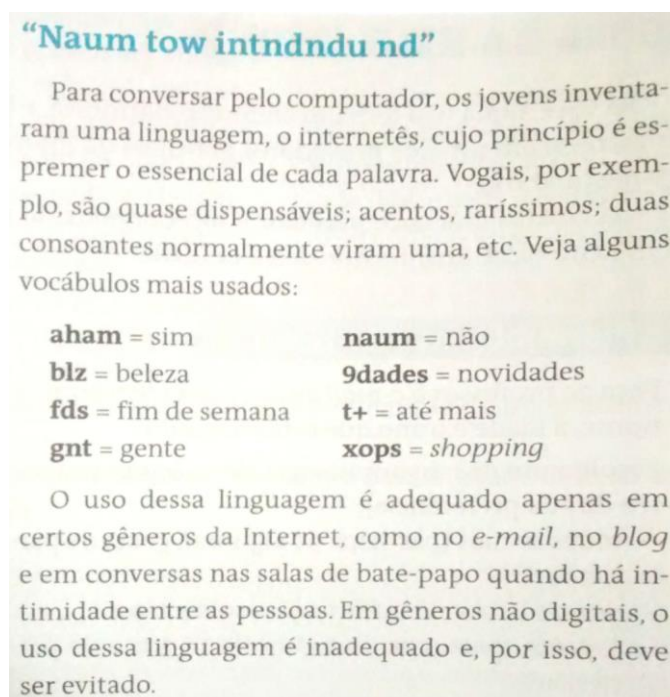 “Naum tow intndndu nd”
Para conversar pelo computador, os jovens inventa-
ram uma linguagem, o internetês, cujo princípio é es-
premer o essencial de cada palavra. Vogais, por exem-
plo, são quase dispensáveis; acentos, raríssimos; duas
consoantes normalmente viram uma, etc. Veja alguns
vocábulos mais usados:
aham = sim
blz = beleza
fds = fim de semana
gnt = gente
naum = não
9dades = novidades
t+ = até mais
xops = shopping
O uso dessa linguagem é adequado apenas em
certos gêneros da Internet, como no e-mail, no blog
e em conversas nas salas de bate-papo quando há in-
timidade entre as pessoas. Em gêneros não digitais, o
uso dessa linguagem é inadequado e, por isso, deve
ser evitado.